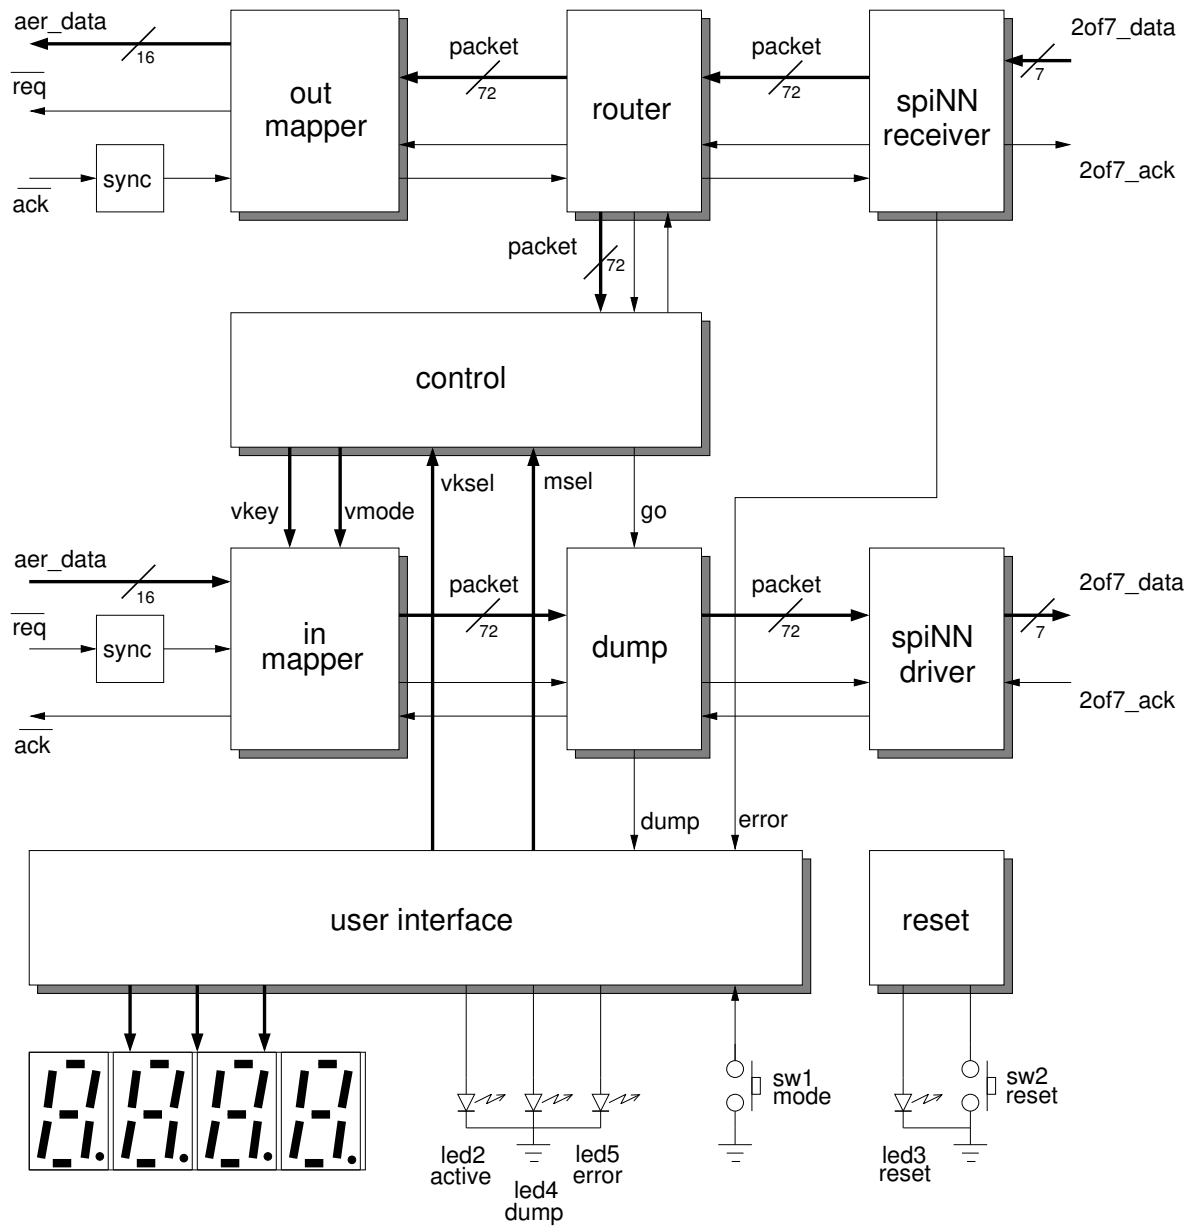 aer_data
16
req
ack
sync
out
mapper
packet
72
router
packet
72
spiNN
receiver
2of7_data
7
2of7_ack
packet
72
control
vkey
vmode
vksel
msel
go
aer_data
16
req
sync
ack
in
mapper
packet
72
dump
packet
72
spiNN
driver
2of7_data
7
2of7_ack
dump
error
user interface
reset
led2
active
led4
dump
led5
error
sw1
mode
led3
reset
sw2
reset